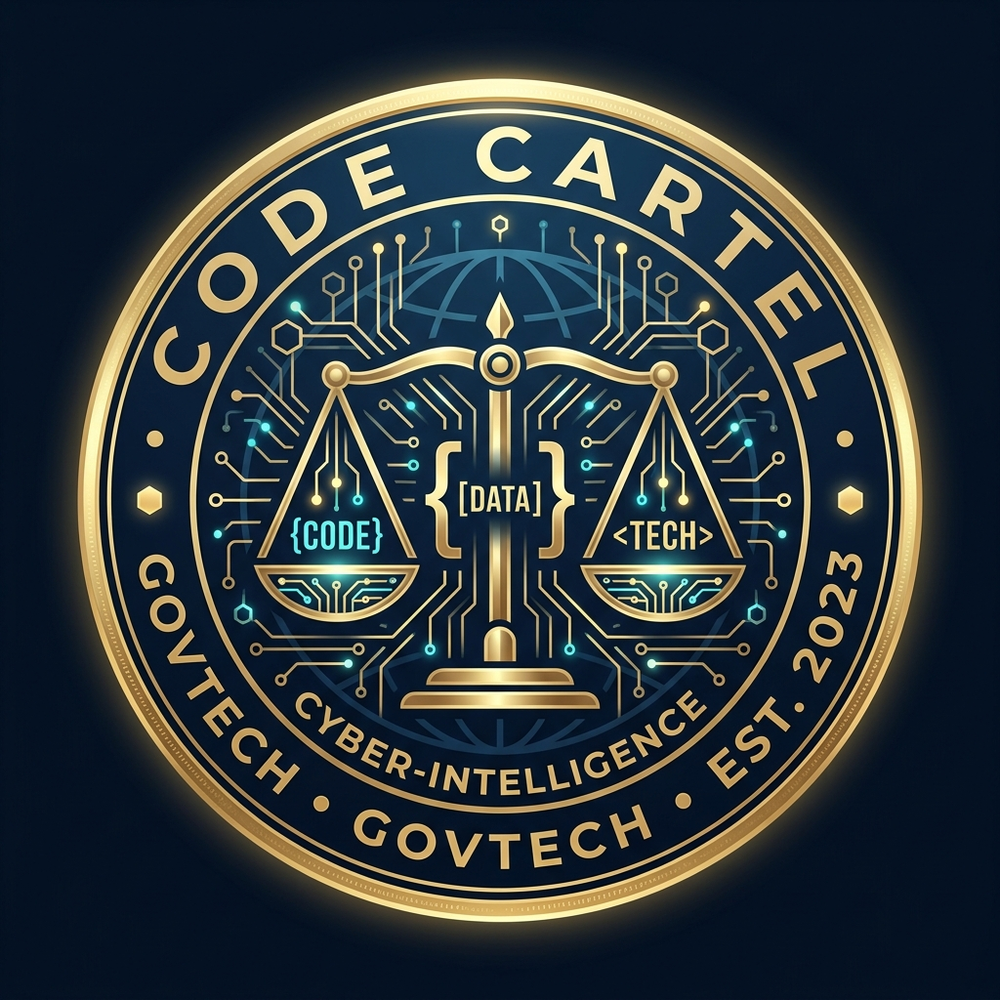 CODE CARTEL
{CODE}
{[DATA]}
<TECH>
CYBER-INTELLIGENCE
GOVTECH • GOVTECH • EST. 2023